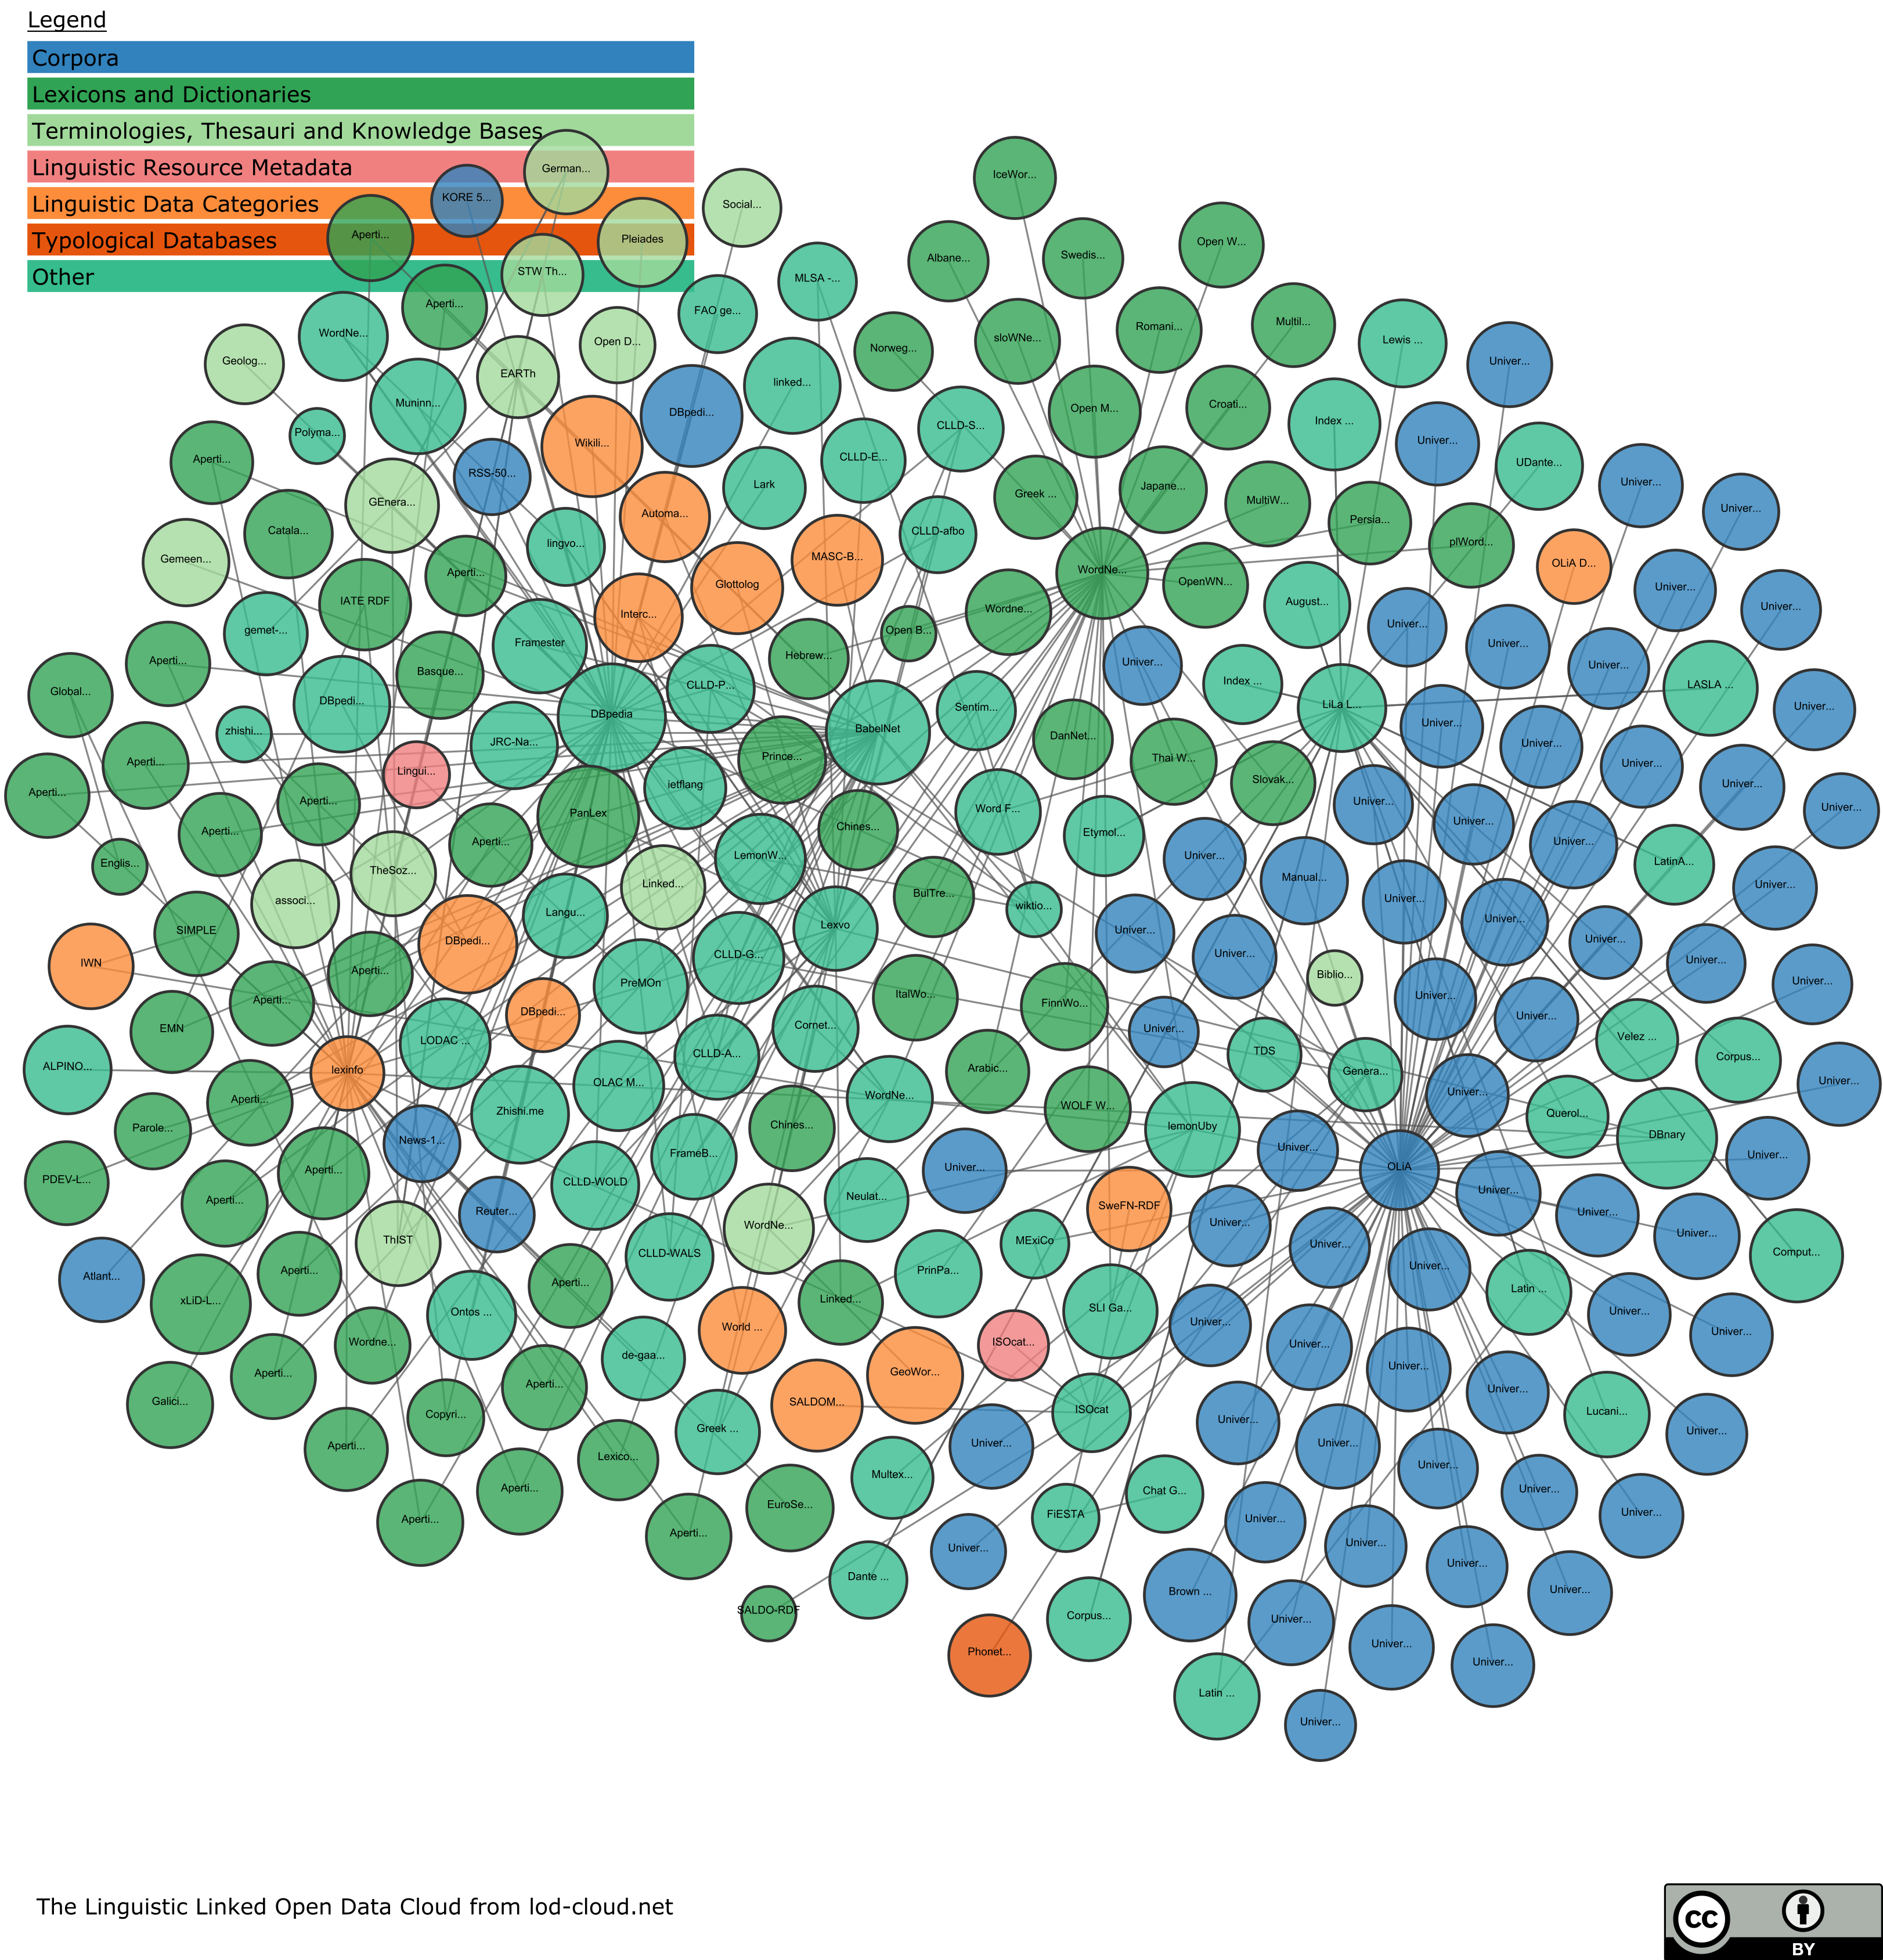 Legend
Corpora
Lexicons and Dictionaries
Terminologies, Thesauri and Knowledge Bases
Linguistic Resource Metadata
Linguistic Data Categories
Typological Databases
Other
German...
KORE 5...
IceWor...
Social...
Aperti...
Pleiades
Open W...
Albane...
Swedis...
STW Th...
MLSA -...
Aperti...
FAO ge...
Romani...
Multil...
WordNe...
Open D...
sloWNe...
Lewis ...
Norweg...
Geolog...
Univer...
EARTh
linked...
Muninn...
DBpedi...
Open M...
Croati...
Index ...
Polyma...
Wikili...
CLLD-S...
Univer...
Aperti...
CLLD-E...
UDante...
RSS-50...
Lark
Greek ...
Japane...
Univer...
GEnera...
MultiW...
Univer...
Automa...
Persia...
Catala...
CLLD-afbo
lingvo...
plWord...
Gemeen...
MASC-B...
OLiA D...
Aperti...
WordNe...
Glottolog
OpenWN...
Univer...
IATE RDF
Interc...
Wordne...
August...
Univer...
gemet-...
Framester
Open B...
Univer...
Univer...
Aperti...
Basque...
Hebrew...
Univer...
Univer...
Global...
DBpedi...
CLLD-P...
Index ...
LASLA ...
zhishi...
DBpedia
BabelNet
Sentim...
LiLa L...
Univer...
Univer...
Aperti...
JRC-Na...
Prince...
DanNet...
Thai W...
Univer...
Univer...
Lingui...
ietflang
Slovak...
Univer...
Aperti...
Aperti...
PanLex
Word F...
Univer...
Univer...
Univer...
Aperti...
Aperti...
Chines...
Etymol...
Univer...
Univer...
Englis...
TheSoz...
LemonW...
Univer...
LatinA...
associ...
Linked...
BulTre...
Manual...
Univer...
SIMPLE
Langu...
wiktio...
Univer...
Univer...
IWN
DBpedi...
Lexvo
Univer...
Univer...
Univer...
Aperti...
CLLD-G...
Univer...
Biblio...
Univer...
EMN
Aperti...
DBpedi...
PreMOn
ItalWo...
FinnWo...
Univer...
Univer...
LODAC ...
Cornet...
Univer...
Velez ...
ALPINO...
lexinfo
CLLD-A...
Arabic...
TDS
Genera...
Corpus...
Aperti...
OLAC M...
WordNe...
Univer...
Univer...
Parole...
Zhishi.me
Chines...
WOLF W...
lemonUby
Querol...
DBnary
PDEV-L...
News-1...
FrameB...
Univer...
Univer...
OLiA
Univer...
Aperti...
Aperti...
CLLD-WOLD
Neulat...
SweFN-RDF
Univer...
Univer...
ThIST
Reuter...
WordNe...
MExiCo
Univer...
Univer...
Univer...
Atlant...
Aperti...
CLLD-WALS
PrinPa...
Univer...
Comput...
xLiD-L...
Ontos ...
Aperti...
Linked...
SLI Ga...
Latin ...
Wordne...
World ...
ISOcat...
Univer...
Univer...
Univer...
Galici...
Aperti...
de-gaa...
GeoWor...
Univer...
Univer...
Aperti...
SALDOM...
ISOcat
Univer...
Univer...
Lucani...
Copyri...
Greek ...
Univer...
Univer...
Univer...
Aperti...
Lexico...
Multex...
Univer...
Aperti...
EuroSe...
FiESTA
Chat G...
Univer...
Univer...
Aperti...
Aperti...
Univer...
Univer...
Univer...
SALDO-RDF
Dante ...
Brown ...
Univer...
Univer...
Phonet...
Corpus...
Univer...
Univer...
Latin ...
Univer...
Univer...
The Linguistic Linked Open Data Cloud from lod-cloud.net
cc
BY